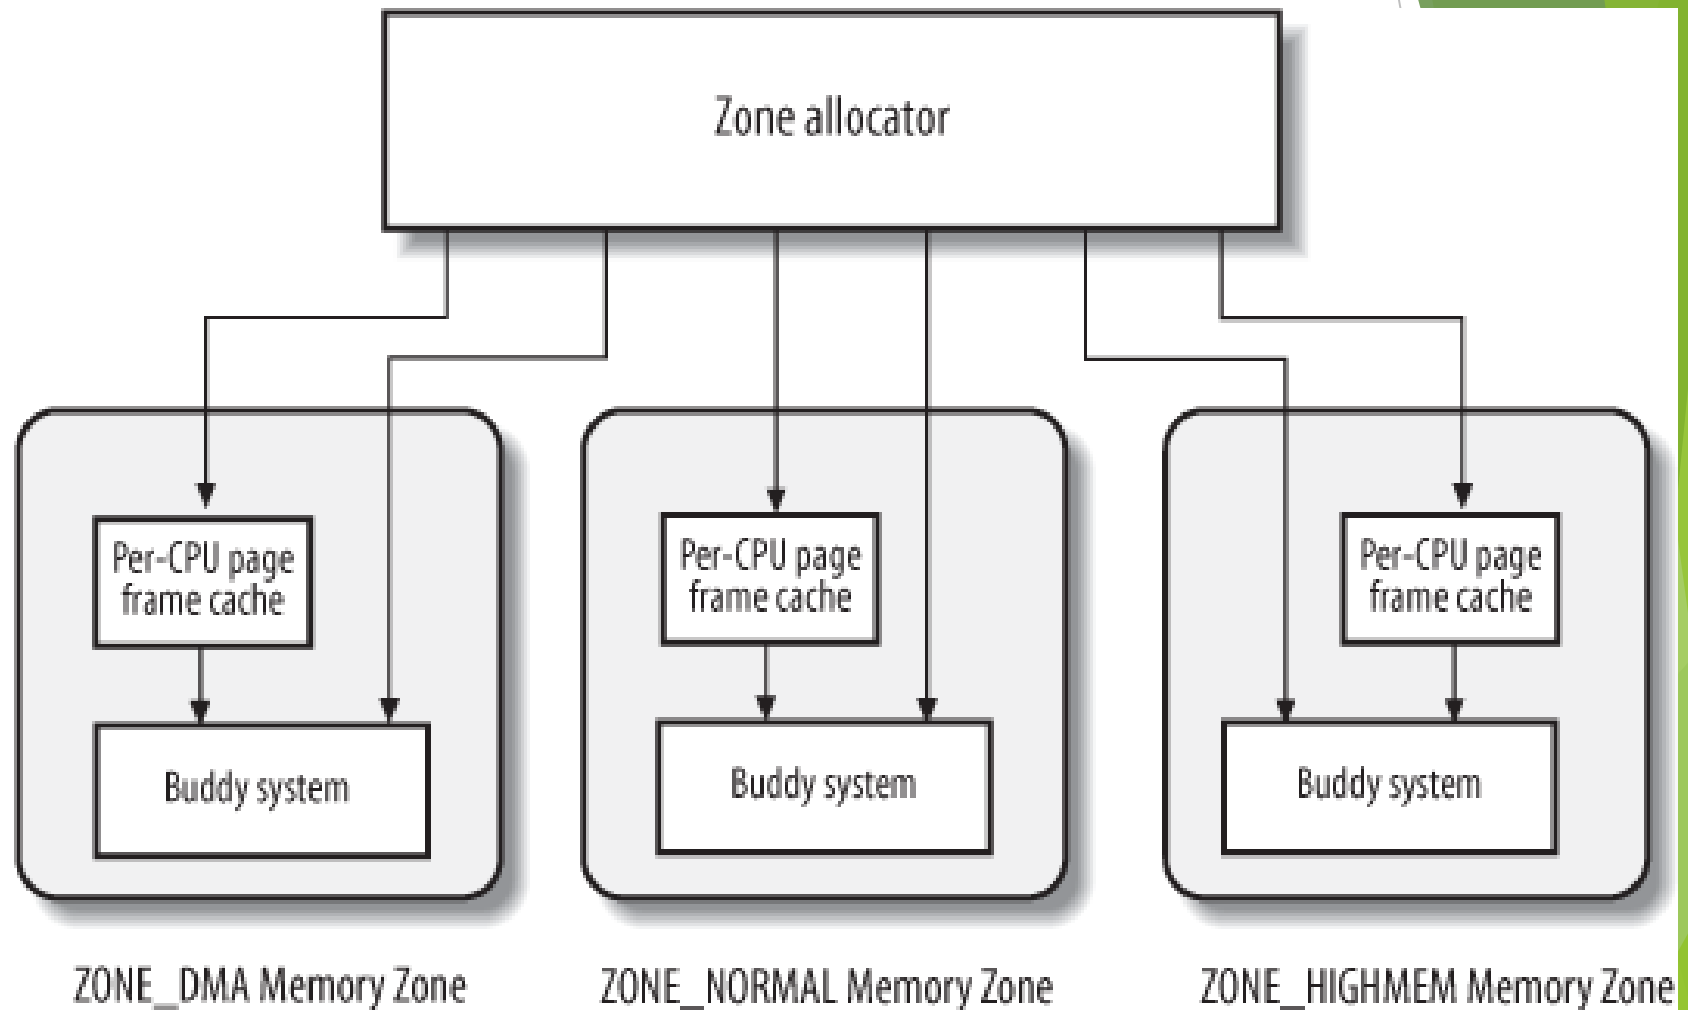 Zone allocator
Per-CPU page
frame cache
Buddy system
Per-CPU page
frame cache
Buddy system
Per-CPU page
frame cache
Buddy system
ZONE_DMA Memory Zone
ZONE_NORMAL Memory Zone
ZONE_HIGHMEM Memory Zone